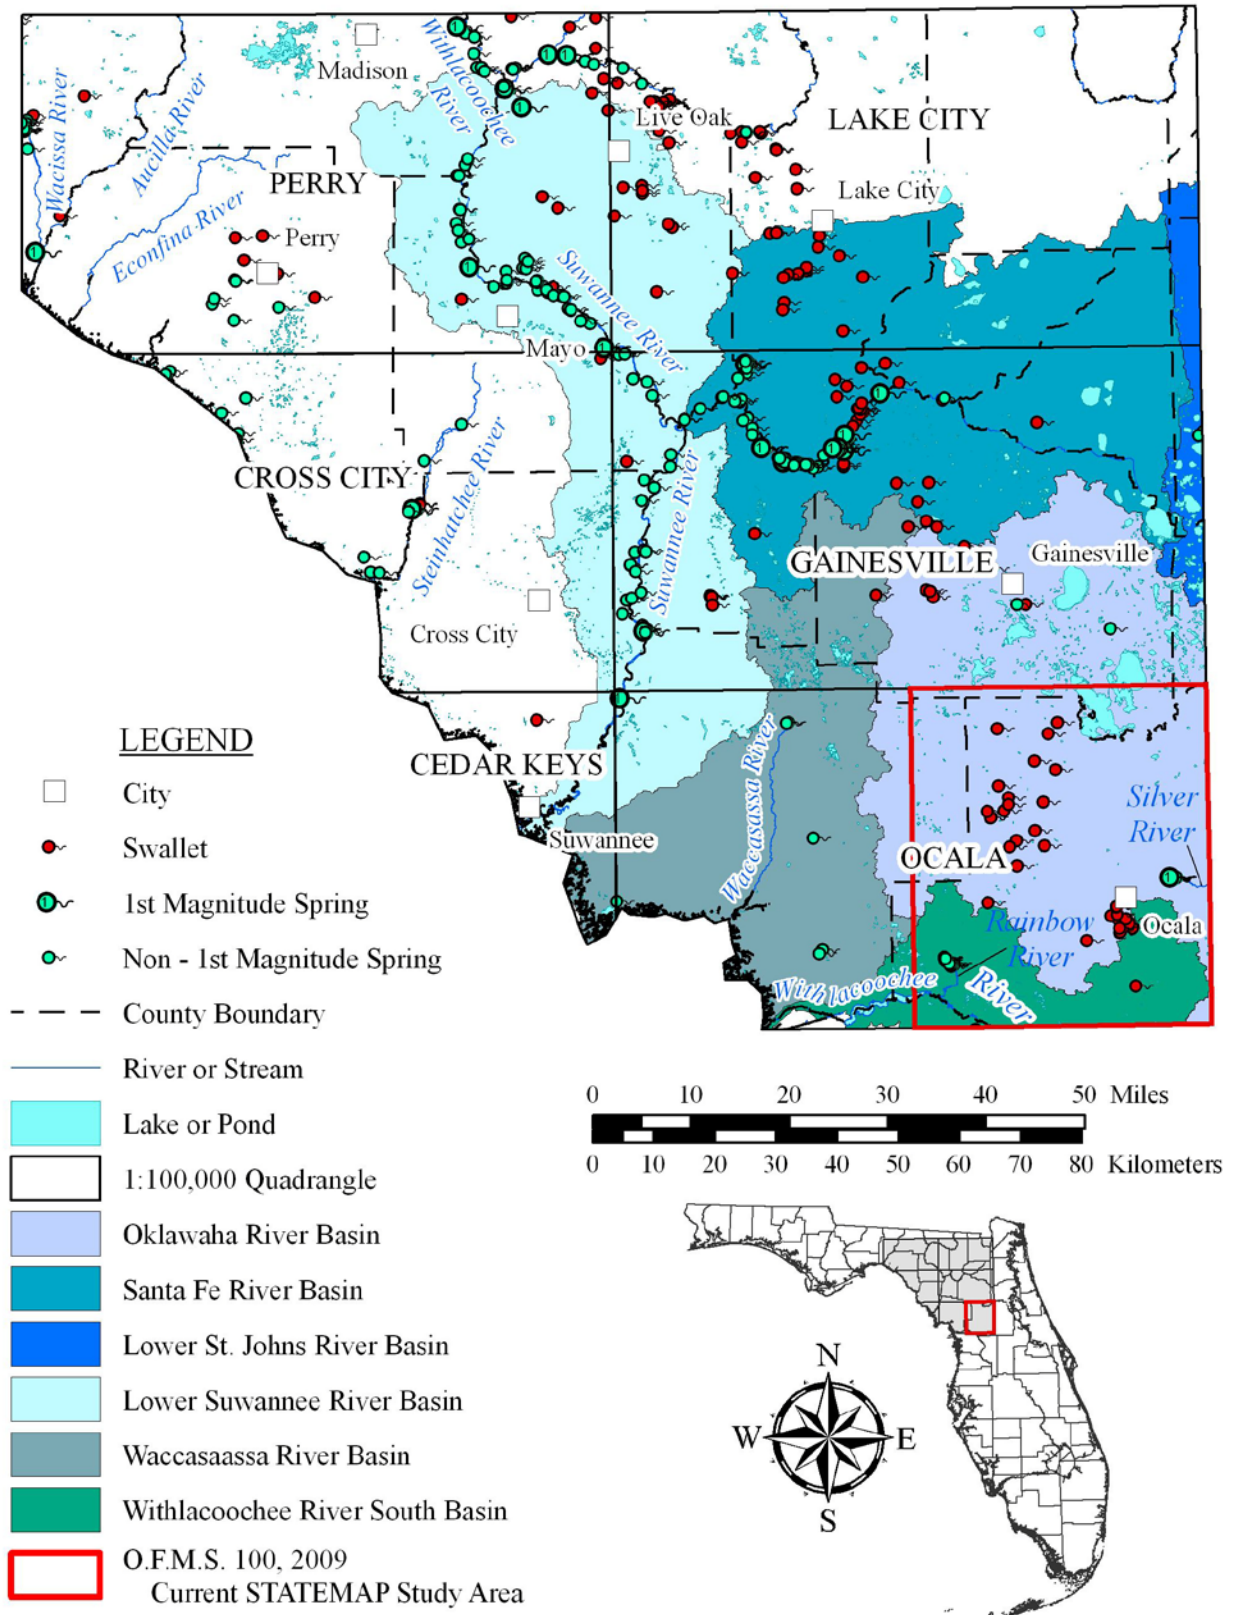 Madison
Withlacoochee
River
Wacissa River
Aucilla River
Live Oak
LAKE CITY
PERRY
Lake City
Econfina River
Perry
Suwannee River
Mayo
CROSS CITY
Steinhatchee River
Suwannee River
GAINESVILLE
Gainesville
Cross City
CEDAR KEYS
Waccasassa River
Silver
River
Suwannee
OCALA
Rainbow
River
Ocala
Withlacoochee
River
LEGEND
City
Swallet
1 1st Magnitude Spring
Non - 1st Magnitude Spring
County Boundary
River or Stream
Lake or Pond
1:100,000 Quadrangle
Oklawaha River Basin
Santa Fe River Basin
Lower St. Johns River Basin
Lower Suwannee River Basin
Waccasaassa River Basin
Withlacoochee River South Basin
O.F.M.S. 100, 2009
Current STATEMAP Study Area
0 10 20 30 40 50 Miles
0 10 20 30 40 50 60 70 80 Kilometers
N
W E
S